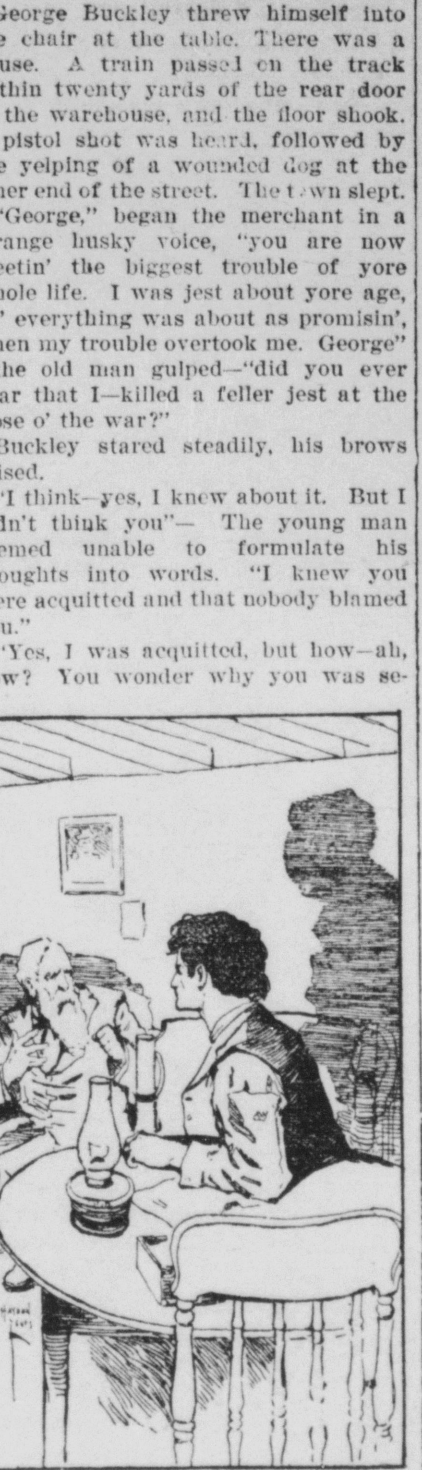 George Buckley threw himself into
e chair at the table. There was a
use. A train passed on the track
thin twenty yards of the rear door
the warehouse, and the floor shook.
pistol shot was heard, followed by
e yelping of a wounded dog at the
her end of the street. The town slept.
"George," began the merchant in a
range husky voice, "you are now
eetin' the biggest trouble of yore
hole life. I was jest about yore age,
' everything was about as promisin',
hen my trouble overtook me. George"
he old man gulped—"did you ever
ar that I—killed a feller jest at the
ose o' the war?"
Buckley stared steadily, his brows
ised.
"I think—yes, I knew about it. But I
dn't think you"— The young man
emed unable to formulate his
oughts into words. "I knew you
ere acquitted and that nobody blamed
u."
"Yes, I was acquitted, but how—ah,
w? You wonder why you was se-